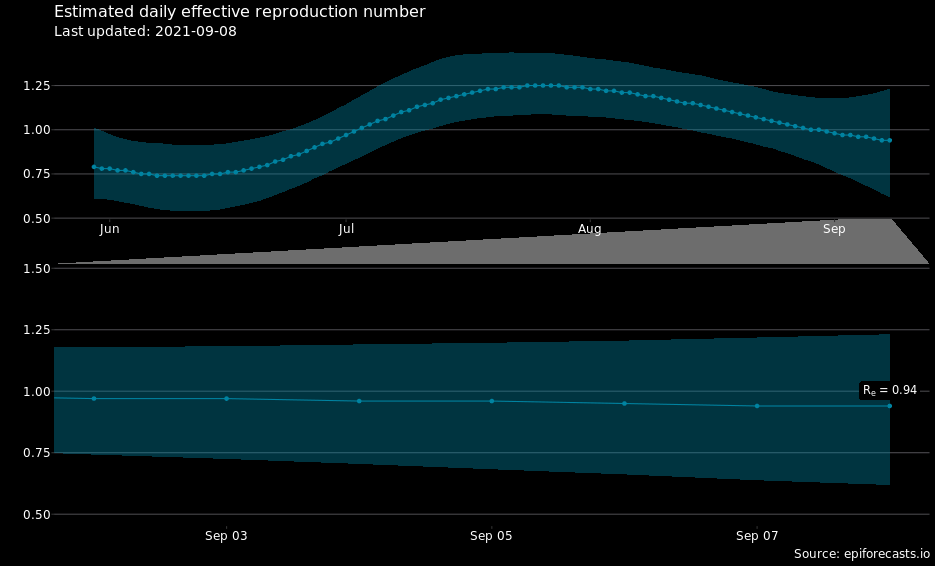 Estimated daily effective reproduction number
Last updated: 2021-09-08
1.25
1.00
0.75
0.50
Jun Jul Aug Sep
1.50
1.25
1.00
Re = 0.94
0.75
0.50
Sep 03 Sep 05 Sep 07
Source: epiforecasts.io